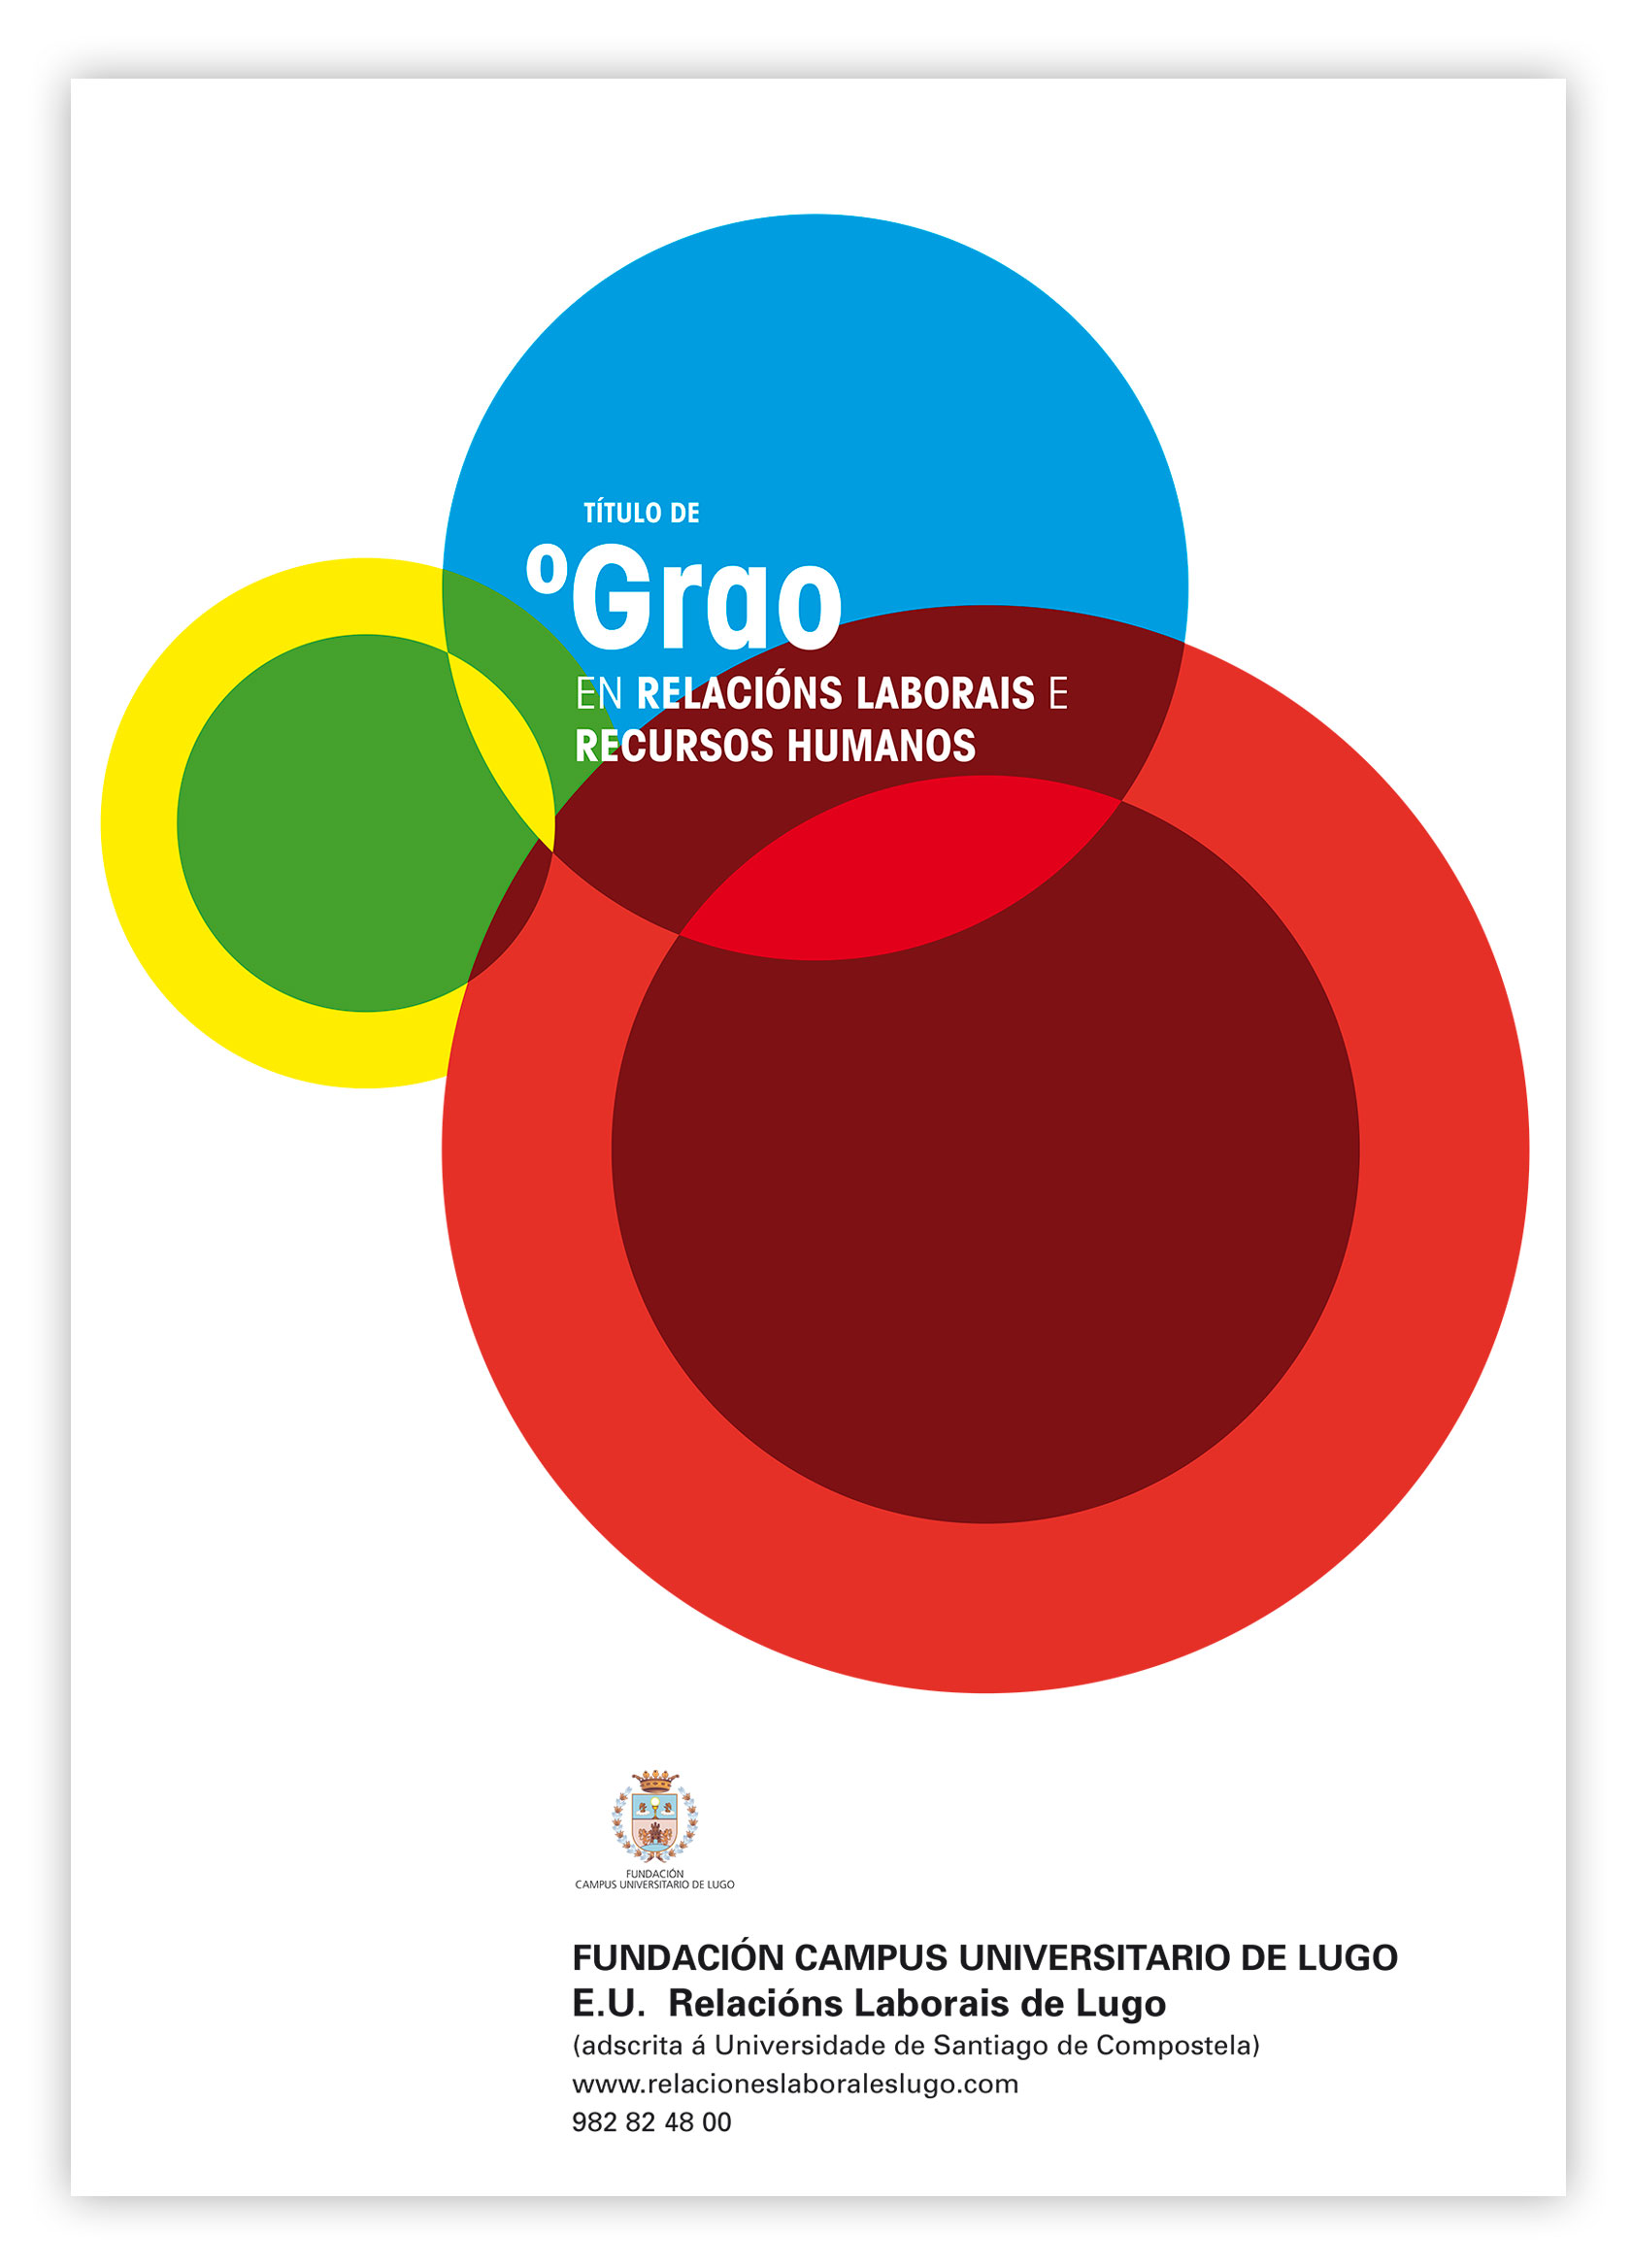 TÍTULO DE
ºGrao
EN RELACIÓNS LABORAIS E
RECURSOS HUMANOS
FUNDACIÓN
CAMPUS UNIVERSITARIO DE LUGO
FUNDACIÓN CAMPUS UNIVERSITARIO DE LUGO
E.U. Relacións Laborais de Lugo
(adscrita á Universidade de Santiago de Compostela)
www.relacioneslaboraleslugo.com
982 82 48 00